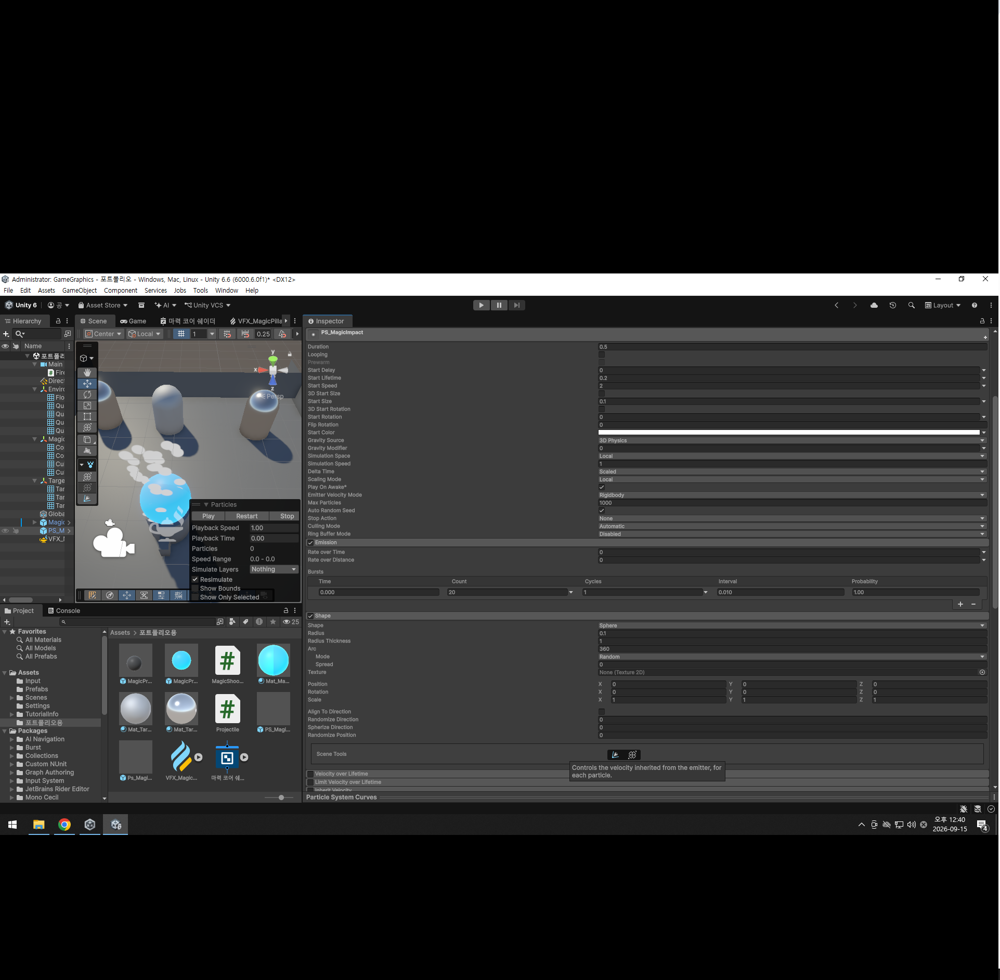 Administrator: GameGraphics - 포트폴리오 - Windows, Mac, Linux - Unity 6.6 (6000.6.0f1)* <DX12>
File Edit Assets GameObject Component Services Jobs Tools Window Help
Unity 6 공 Asset Store AI Unity VCS Layout
Hierarchy
Scene Game 마력 코어 쉐이더 VFX_MagicPilla
Inspector
Center Local 1 0.25
Name
포트폴리
Main
Fire
Direct
Enviro
Flo
Qu
Qu
Qu
Qu
Magic
Co
Co
Cu
Cu
Targe
Tar
Tar
Tar
Globa
Magic
PS_M
VFX_
y
x
z
Persp
Particles
Play Restart Stop
Playback Speed 1.00
Playback Time 0.00
Particles 0
Speed Range 0.0 - 0.0
Simulate Layers Nothing
Resimulate
Show Bounds
Show Only Selected
PS_MagicImpact
Duration 0.5
Looping
Prewarm
Start Delay 0
Start Lifetime 0.2
Start Speed 2
3D Start Size
Start Size 0.1
3D Start Rotation
Start Rotation 0
Flip Rotation 0
Start Color
Gravity Source 3D Physics
Gravity Modifier 0
Simulation Space Local
Simulation Speed 1
Delta Time Scaled
Scaling Mode Local
Play On Awake*
Emitter Velocity Mode Rigidbody
Max Particles 1000
Auto Random Seed
Stop Action None
Culling Mode Automatic
Ring Buffer Mode Disabled
Emission
Rate over Time 0
Rate over Distance 0
Bursts
Time Count Cycles Interval Probability
0.000 20 1 0.010 1.00
Shape
Shape Sphere
Radius 0.1
Radius Thickness 1
Arc 360
Mode Random
Spread 0
Texture None (Texture 2D)
Position X 0 Y 0 Z 0
Rotation X 0 Y 0 Z 0
Scale X 1 Y 1 Z 1
Align To Direction
Randomize Direction 0
Spherize Direction 0
Randomize Position 0
Scene Tools
Controls the velocity inherited from the emitter, for
each particle.
Velocity over Lifetime
Limit Velocity over Lifetime
Inherit Velocity
Particle System Curves
Project Console
25
Favorites
All Materials
All Models
All Prefabs
Assets
Input
Prefabs
Scenes
Settings
TutorialInfo
포트폴리오용
Packages
AI Navigation
Burst
Collections
Custom NUnit
Graph Authoring
Input System
JetBrains Rider Editor
Mono Cecil
Assets > 포트폴리오용
MagicPr... MagicPr... MagicShoo... Mat_Ma...
Mat_Tar... Mat_Tar... Projectile PS_Magi...
Ps_Magi... VFX_Magic... 마력 코어 쉐...
오후 12:40
2026-09-15
4